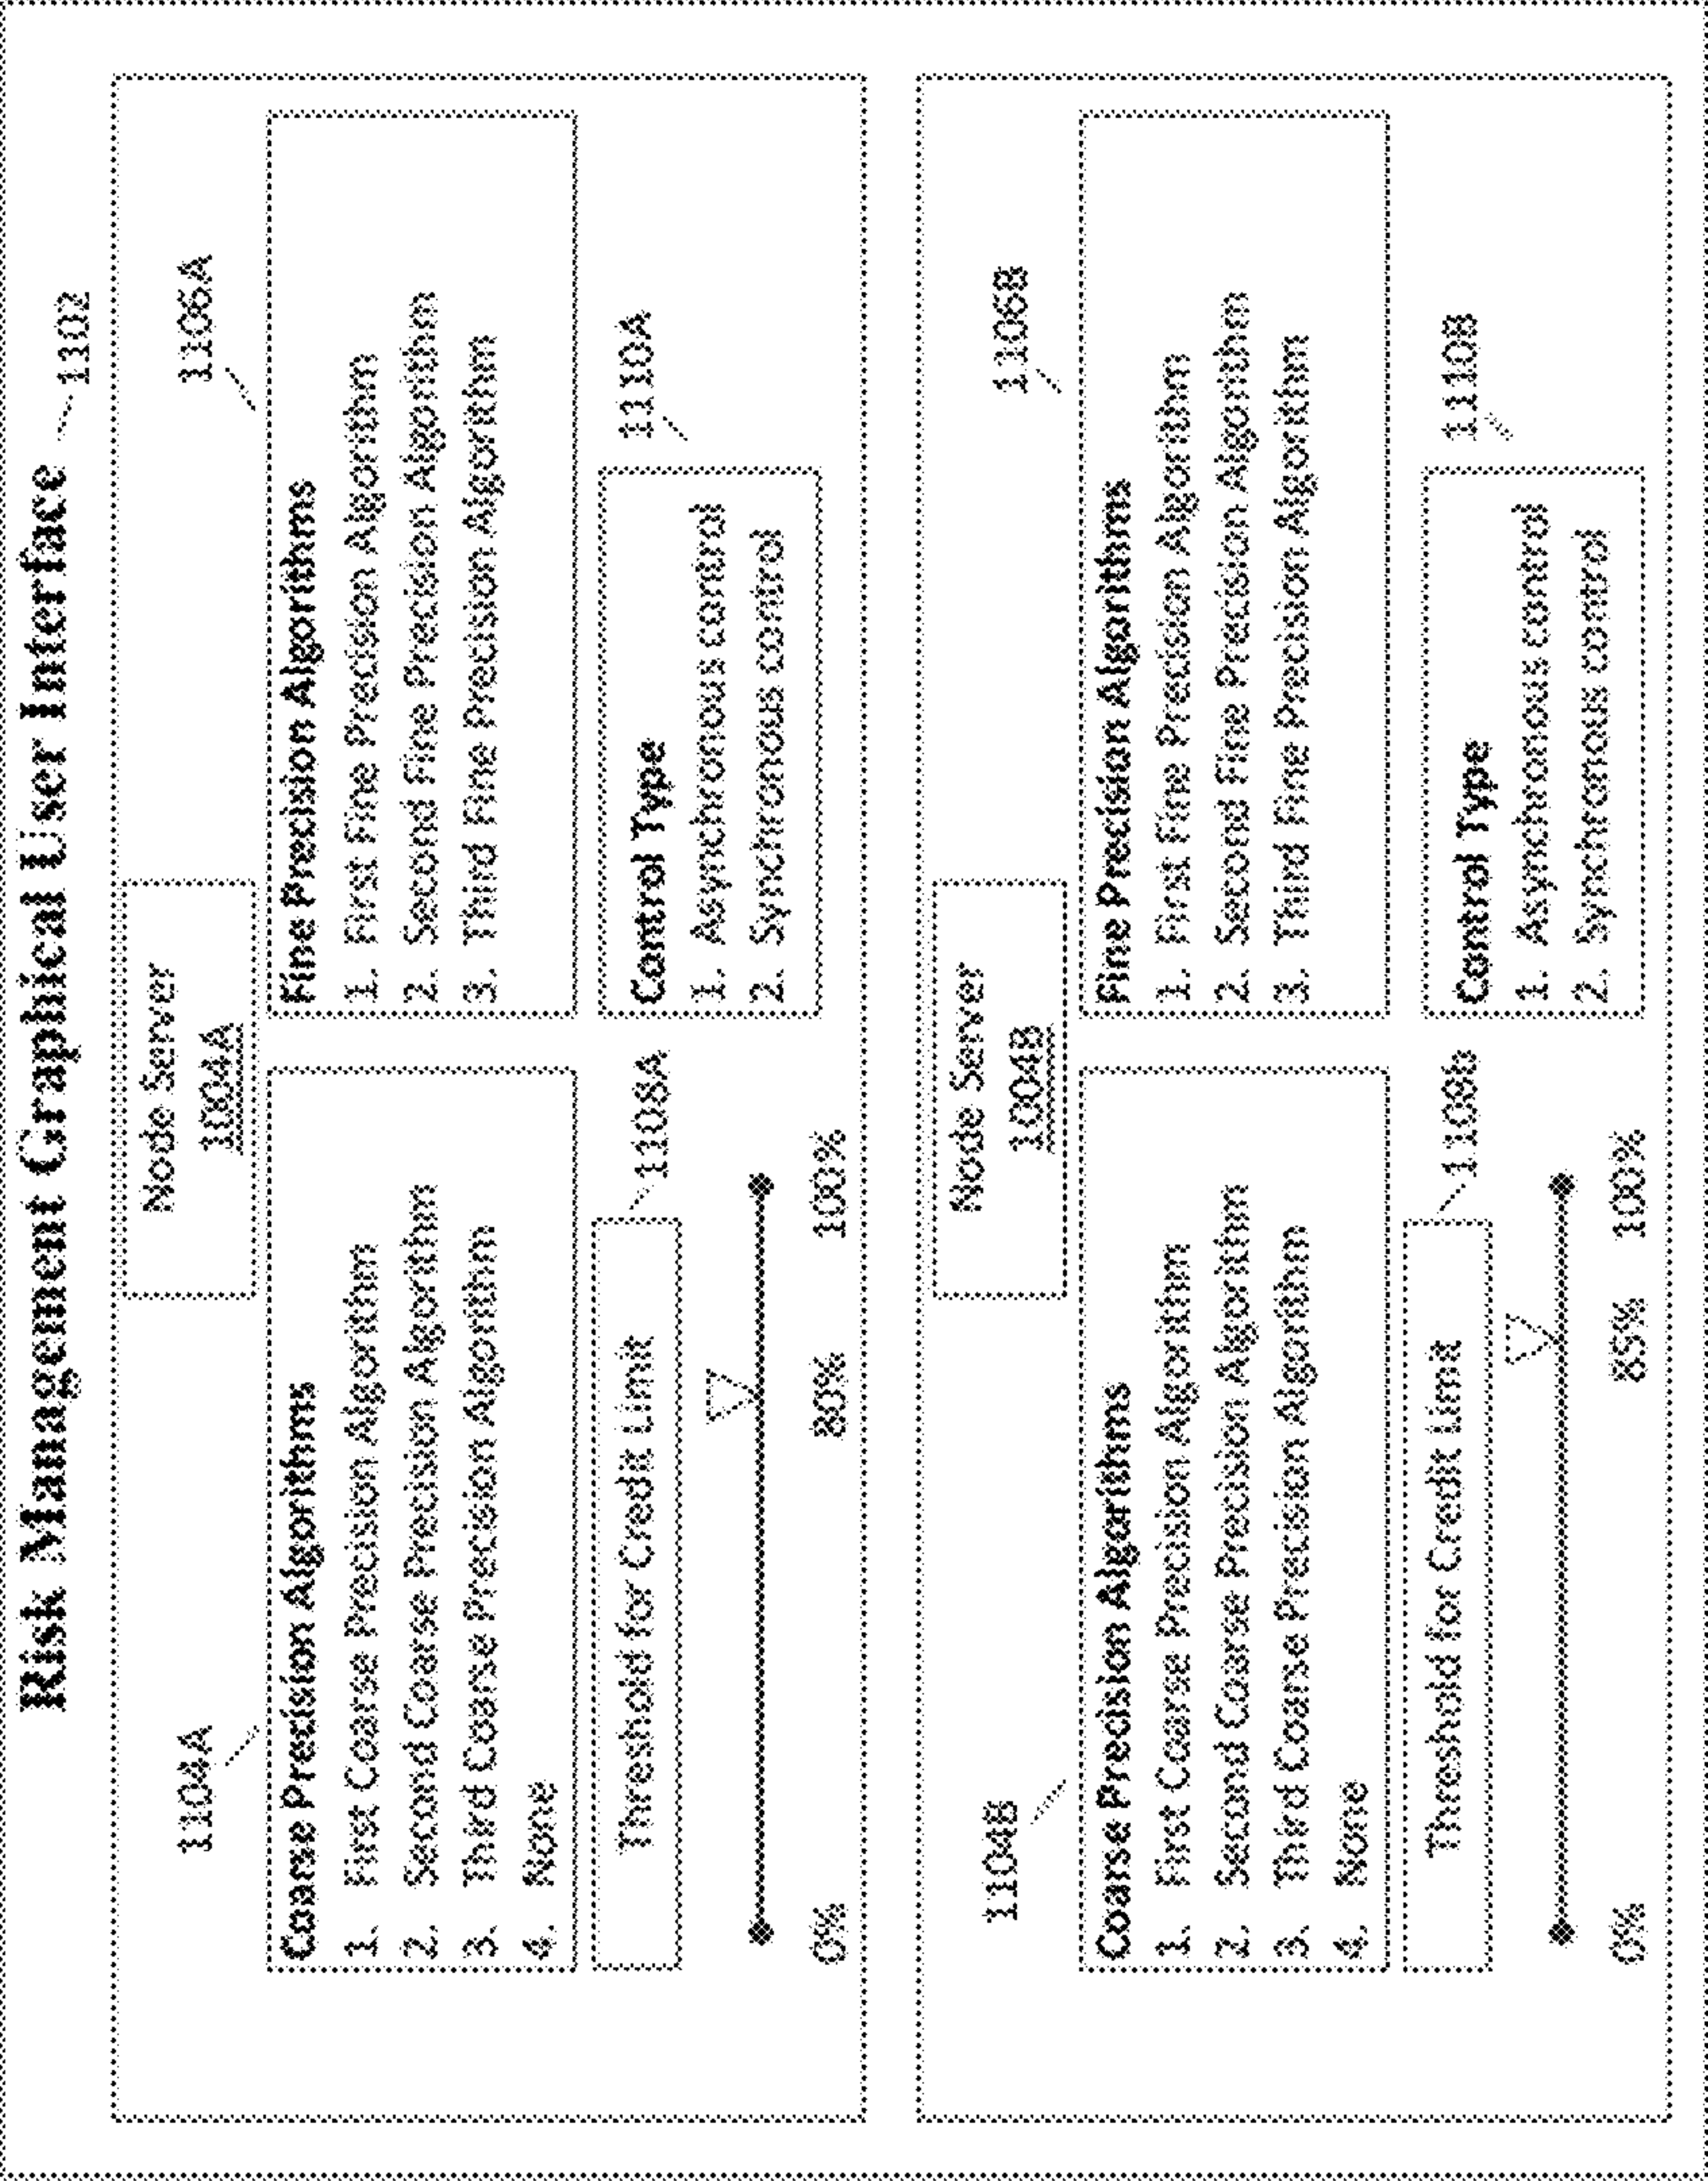 Risk Management Graphical User Interface
1102
Node Server
1004A
1104A
1106A
Coarse Precision Algorithms
1. First Coarse Precision Algorithm
2. Second Coarse Precision Algorithm
3. Third Coarse Precision Algorithm
4. None
Fine Precision Algorithms
1. First Fine Precision Algorithm
2. Second Fine Precision Algorithm
3. Third Fine Precision Algorithm
Threshold for Credit Limit
1108A
0%
80%
100%
1110A
Control Type
1. Asynchronous control
2. Synchronous control
Node Server
1004B
1104B
1106B
Coarse Precision Algorithms
1. First Coarse Precision Algorithm
2. Second Coarse Precision Algorithm
3. Third Coarse Precision Algorithm
4. None
Fine Precision Algorithms
1. First Fine Precision Algorithm
2. Second Fine Precision Algorithm
3. Third Fine Precision Algorithm
Threshold for Credit Limit
1108b
0%
85%
100%
1110B
Control Type
1. Asynchronous control
2. Synchronous control